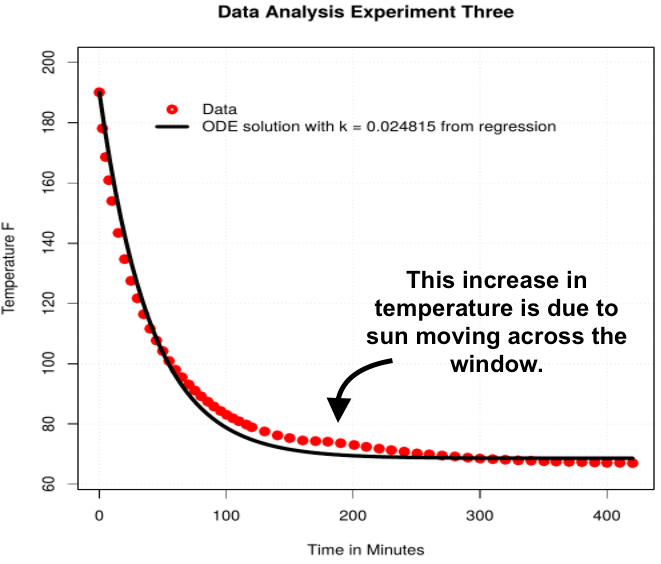 Data Analysis Experiment Three
200
180
160
140
120
100
80
60
Temperature F
Data
ODE solution with k = 0.024815 from regression
This increase in
temperature is due to
sun moving across the
window.
0
100
200
300
400
Time in Minutes